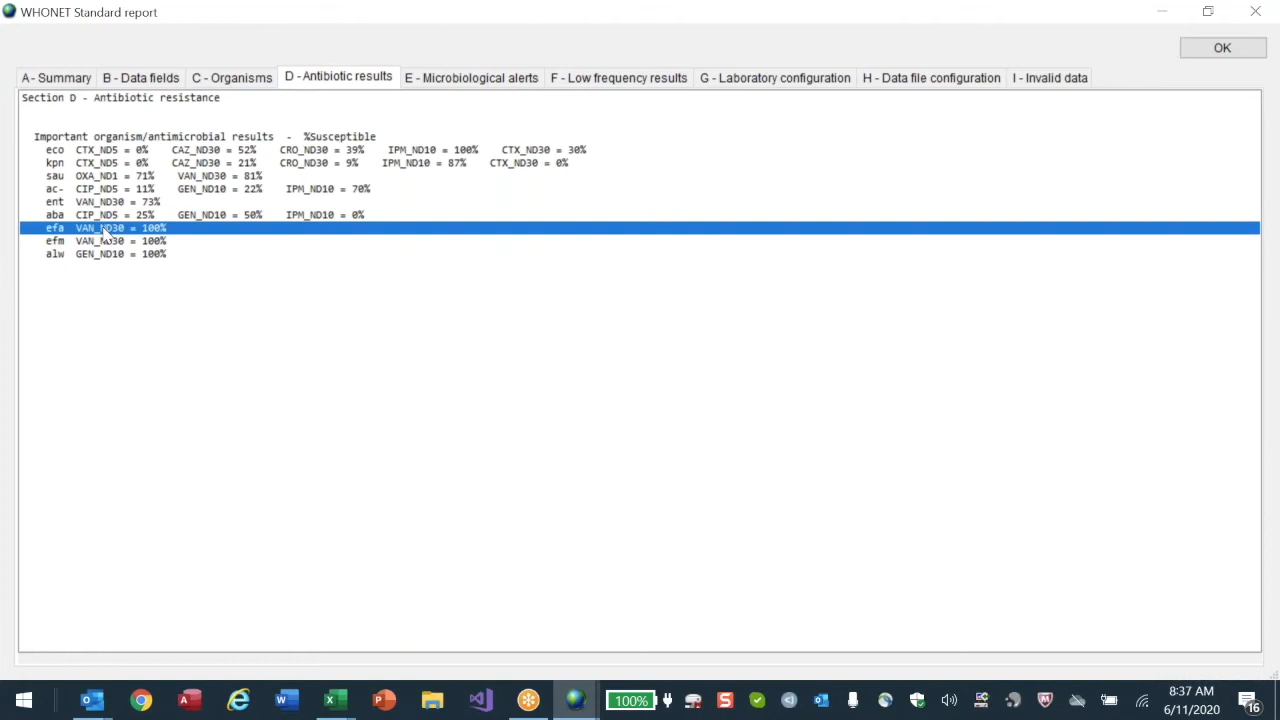 WHONET Standard report
OK
A - Summary B - Data fields C - Organisms D - Antibiotic results E - Microbiological alerts F - Low frequency results G - Laboratory configuration H - Data file configuration I - Invalid data
Section D - Antibiotic resistance
Important organism/antimicrobial results - %Susceptible
eco CTX_ND5 = 0% CAZ_ND30 = 52% CRO_ND30 = 39% IPM_ND10 = 100% CTX_ND30 = 30%
kpn CTX_ND5 = 0% CAZ_ND30 = 21% CRO_ND30 = 9% IPM_ND10 = 87% CTX_ND30 = 0%
sau OXA_ND1 = 71% VAN_ND30 = 81%
ac- CIP_ND5 = 11% GEN_ND10 = 22% IPM_ND10 = 70%
ent VAN_ND30 = 73%
aba CIP_ND5 = 25% GEN_ND10 = 50% IPM_ND10 = 0%
efa VAN_ND30 = 100%
efm VAN_ND30 = 100%
alw GEN_ND10 = 100%
100%
8:37 AM
6/11/2020
16